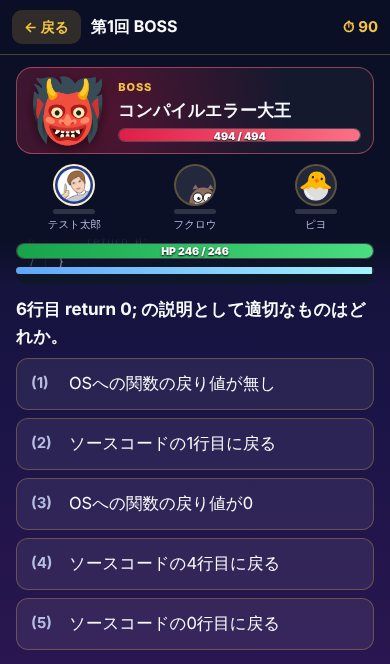 ← 戻る
第1回 BOSS
⏱ 90
BOSS
コンパイルエラー大王
494 / 494
テスト太郎
フクロウ
ピヨ
HP 246 / 246
}
6行目 return 0; の説明として適切なものはど
れか。
(1) OSへの関数の戻り値が無し
(2) ソースコードの1行目に戻る
(3) OSへの関数の戻り値が0
(4) ソースコードの4行目に戻る
(5) ソースコードの0行目に戻る